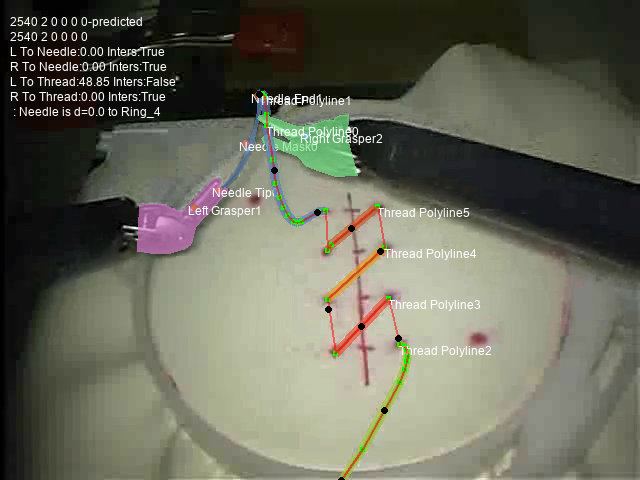 2540 2 0 0 0 0-predicted
2540 2 0 0 0 0
L To Needle:0.00 Inters:True
R To Needle:0.00 Inters:True
L To Thread:48.85 Inters:False
R To Thread:0.00 Inters:True
: Needle is d=0.0 to Ring_4
Needle End
Thread Polyline1
Thread Polyline0
Right Grasper2
Needle Mask0
Needle Tip
Left Grasper1
Thread Polyline5
Thread Polyline4
Thread Polyline3
Thread Polyline2